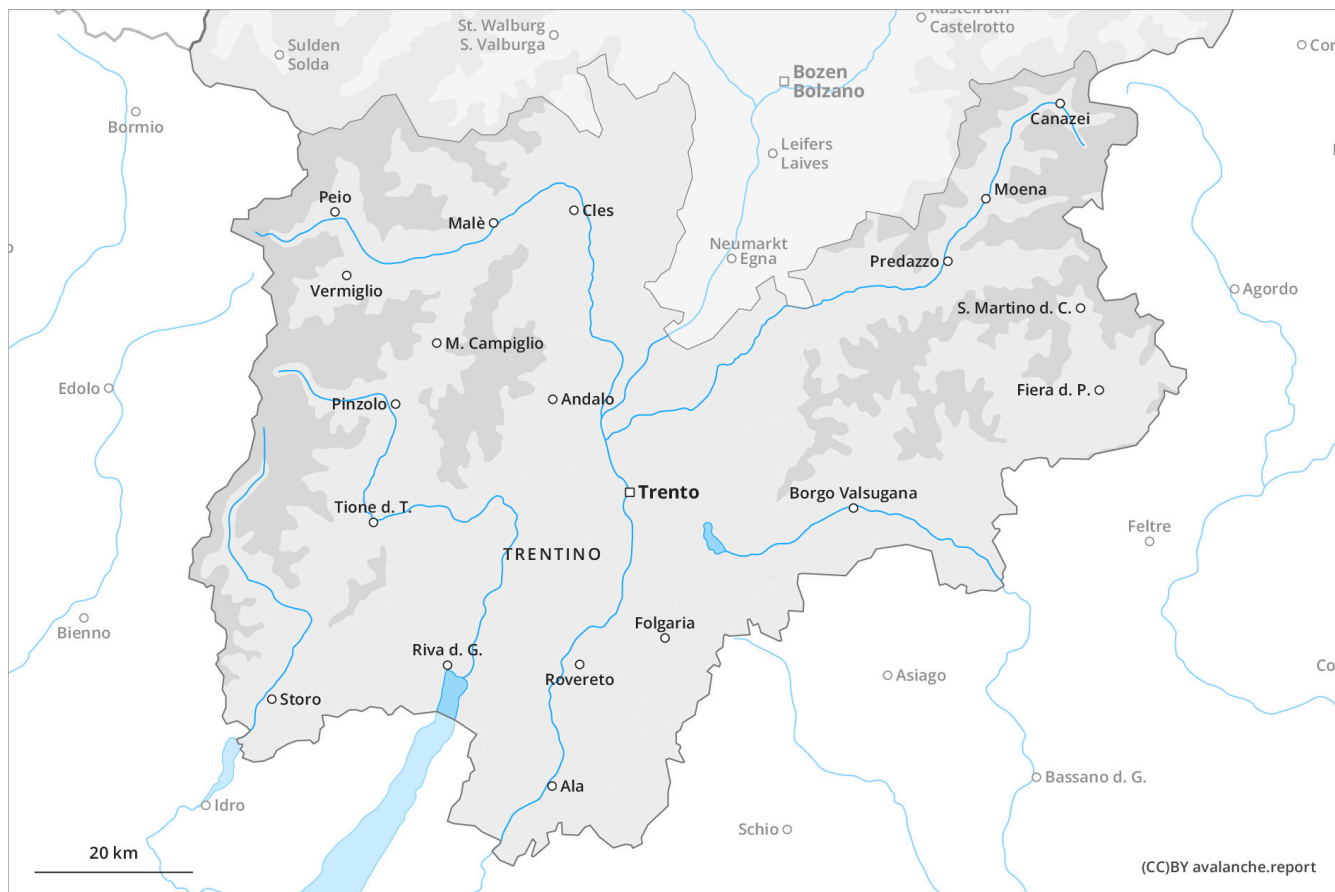 Kastelruth
Castelrotto
St. Walburg
S. Valburga
Sulden
Solda
Cor
Bozen
Bolzano
Bormio
Canazei
Leifers
Laives
Moena
Peio
Malè
Cles
Neumarkt
Egna
Predazzo
Vermiglio
Agordo
S. Martino d. C.
M. Campiglio
Edolo
Fiera d. P.
Pinzolo
Andalo
Trento
Borgo Valsugana
Tione d. T.
Feltre
TRENTINO
Bienno
Folgaria
Riva d. G.
Rovereto
Asiago
Co
Storo
Bassano d. G.
Ala
Idro
Schio
20 km
(CC)BY avalanche.report